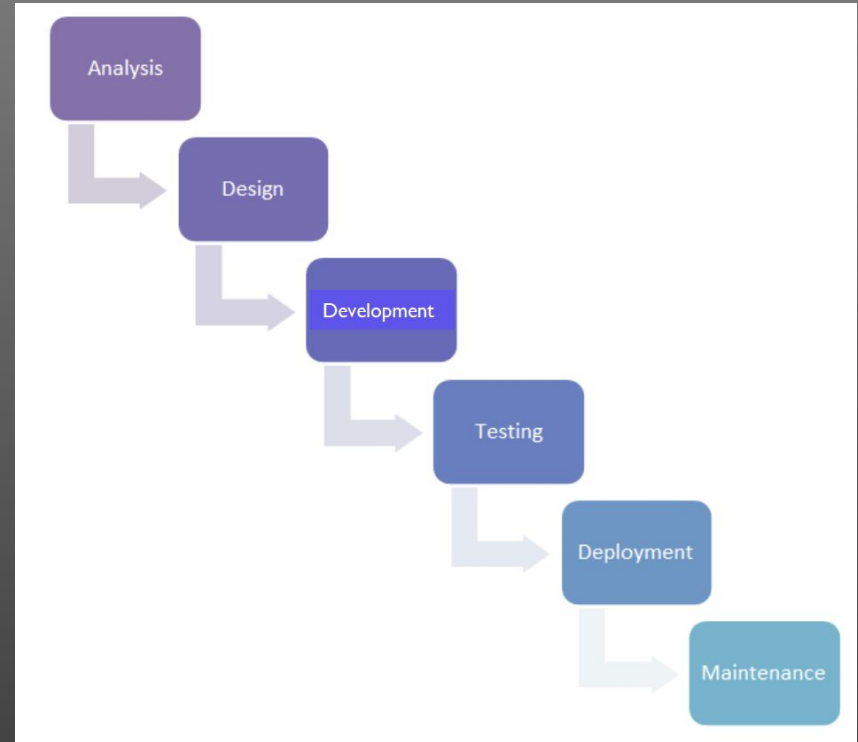 Analysis
Design
Development
Testing
Deployment
Maintenance